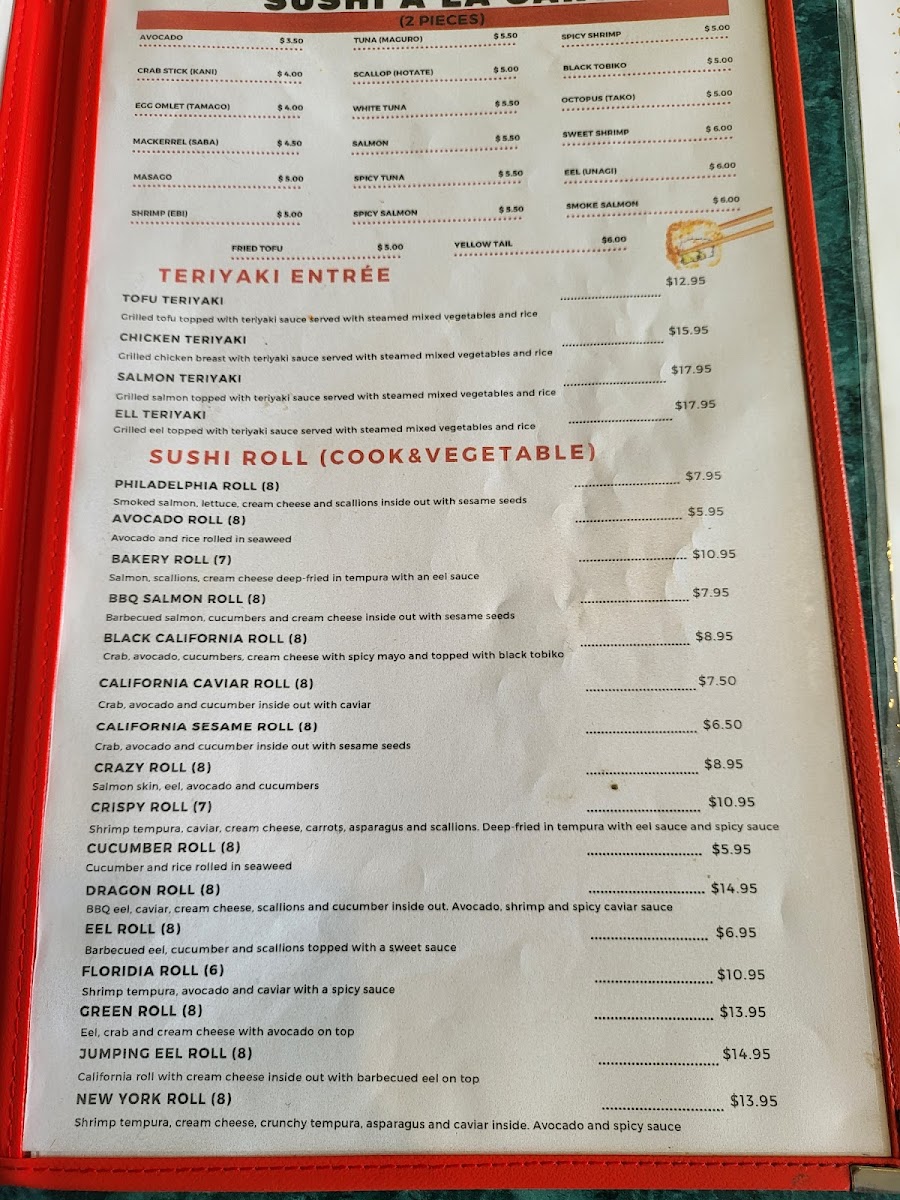 SUSHI A LA CAR
(2 PIECES)
AVOCADO $3.50 TUNA (MAGURO) $5.50 SPICY SHRIMP $5.00
CRAB STICK (KANI) $4.00 SCALLOP (HOTATE) $5.00 BLACK TOBIKO $5.00
EGG OMLET (TAMAGO) $4.00 WHITE TUNA $5.50 OCTOPUS (TAKO) $5.00
MACKERREL (SABA) $4.50 SALMON $5.50 SWEET SHRIMP $6.00
MASAGO $5.00 SPICY TUNA $5.50 EEL (UNAGI) $6.00
SHRIMP (EBI) $5.00 SPICY SALMON $5.50 SMOKE SALMON $6.00
FRIED TOFU $5.00 YELLOW TAIL $6.00
TERIYAKI ENTRÉE
TOFU TERIYAKI $12.95
Grilled tofu topped with teriyaki sauce served with steamed mixed vegetables and rice
CHICKEN TERIYAKI $15.95
Grilled chicken breast with teriyaki sauce served with steamed mixed vegetables and rice
SALMON TERIYAKI $17.95
Grilled salmon topped with teriyaki sauce served with steamed mixed vegetables and rice
ELL TERIYAKI $17.95
Grilled eel topped with teriyaki sauce served with steamed mixed vegetables and rice
SUSHI ROLL (COOK&VEGETABLE)
PHILADELPHIA ROLL (8) $7.95
Smoked salmon, lettuce, cream cheese and scallions inside out with sesame seeds
AVOCADO ROLL (8) $5.95
Avocado and rice rolled in seaweed
BAKERY ROLL (7) $10.95
Salmon, scallions, cream cheese deep-fried in tempura with an eel sauce
BBQ SALMON ROLL (8) $7.95
Barbecued salmon, cucumbers and cream cheese inside out with sesame seeds
BLACK CALIFORNIA ROLL (8) $8.95
Crab, avocado, cucumbers, cream cheese with spicy mayo and topped with black tobiko
CALIFORNIA CAVIAR ROLL (8) $7.50
Crab, avocado and cucumber inside out with caviar
CALIFORNIA SESAME ROLL (8) $6.50
Crab, avocado and cucumber inside out with sesame seeds
CRAZY ROLL (8) $8.95
Salmon skin, eel, avocado and cucumbers
CRISPY ROLL (7) $10.95
Shrimp tempura, caviar, cream cheese, carrots, asparagus and scallions. Deep-fried in tempura with eel sauce and spicy sauce
CUCUMBER ROLL (8) $5.95
Cucumber and rice rolled in seaweed
DRAGON ROLL (8) $14.95
BBQ eel, caviar, cream cheese, scallions and cucumber inside out. Avocado, shrimp and spicy caviar sauce
EEL ROLL (8) $6.95
Barbecued eel, cucumber and scallions topped with a sweet sauce
FLORIDIA ROLL (6) $10.95
Shrimp tempura, avocado and caviar with a spicy sauce
GREEN ROLL (8) $13.95
Eel, crab and cream cheese with avocado on top
JUMPING EEL ROLL (8) $14.95
California roll with cream cheese inside out with barbecued eel on top
NEW YORK ROLL (8) $13.95
Shrimp tempura, cream cheese, crunchy tempura, asparagus and caviar inside. Avocado and spicy sauce